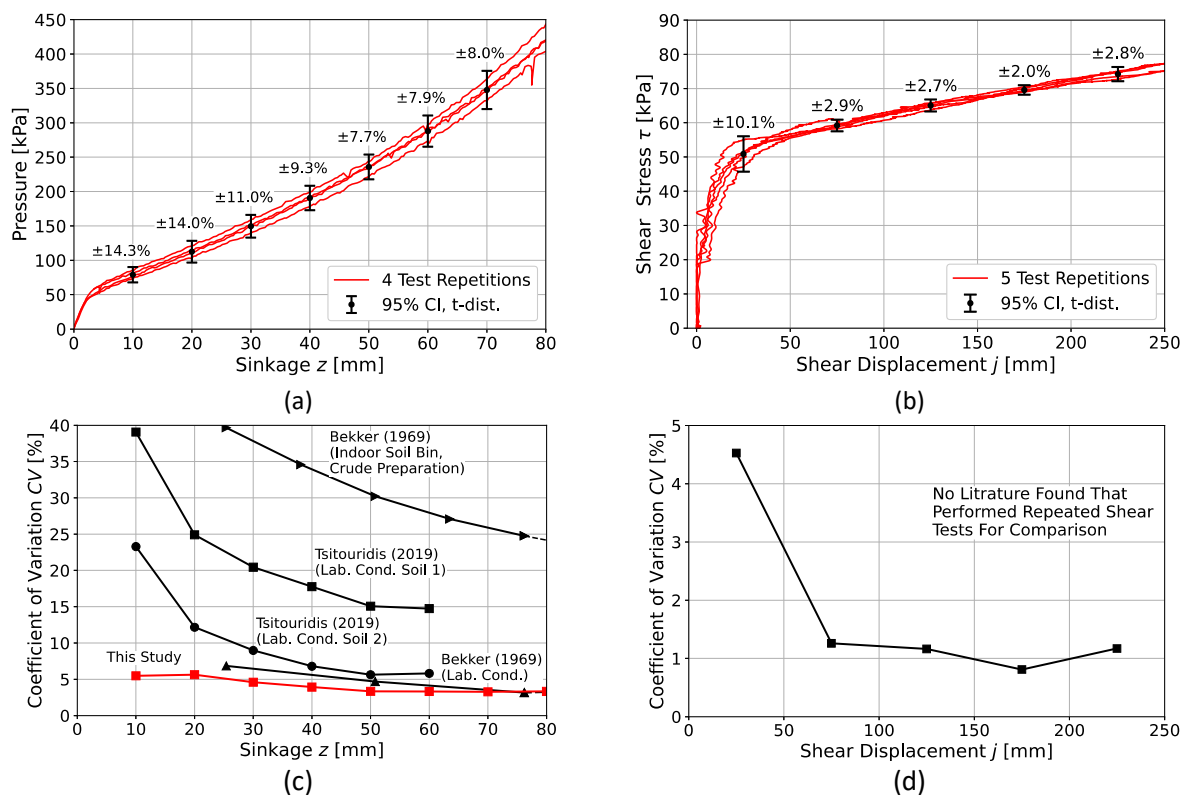 450
400
350
300
250
200
150
100
50
0
Pressure [kPa]
±14.3%
±14.0%
±11.0%
±9.3%
±7.7%
±7.9%
±8.0%
4 Test Repetitions
95% CI, t-dist.
0 10 20 30 40 50 60 70 80
Sinkage z [mm]
(a)
90
80
70
60
50
40
30
20
10
0
Shear Stress τ [kPa]
±10.1%
±2.9%
±2.7%
±2.0%
±2.8%
5 Test Repetitions
95% CI, t-dist.
0 50 100 150 200 250
Shear Displacement j [mm]
(b)
40
35
30
25
20
15
10
5
0
Coefficient of Variation CV [%]
Bekker (1969)
(Indoor Soil Bin,
Crude Preparation)
Tsitouridis (2019)
(Lab. Cond. Soil 1)
Tsitouridis (2019)
(Lab. Cond. Soil 2)
This Study
Bekker (1969)
(Lab. Cond.)
0 10 20 30 40 50 60 70 80
Sinkage z [mm]
(c)
5
4
3
2
1
0
Coefficient of Variation CV [%]
No Litrature Found That
Performed Repeated Shear
Tests For Comparison
0 50 100 150 200 250
Shear Displacement j [mm]
(d)